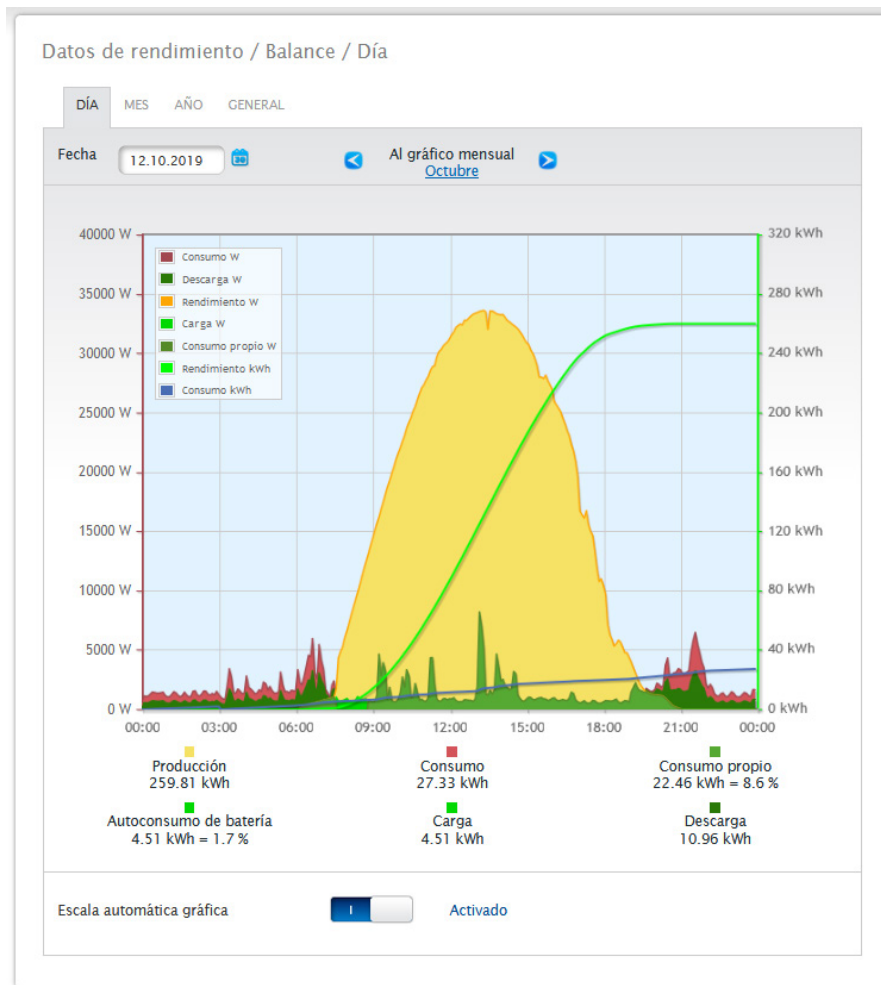 Datos de rendimiento / Balance / Día
DÍA MES AÑO GENERAL
Fecha 12.10.2019 20 Al gráfico mensual
Octubre
40000 W 320 kWh
Consumo W
Descarga W
35000 W 280 kWh
Rendimiento W
Carga W
Consumo propio W
30000 W 240 kWh
Rendimiento kWh
Consumo kWh
25000 W 200 kWh
20000 W 160 kWh
15000 W 120 kWh
10000 W 80 kWh
5000 W 40 kWh
0 W 0 kWh
00:00 03:00 06:00 09:00 12:00 15:00 18:00 21:00 00:00
Producción Consumo Consumo propio
259.81 kWh 27.33 kWh 22.46 kWh = 8.6 %
Autoconsumo de batería Carga Descarga
4.51 kWh = 1.7 % 4.51 kWh 10.96 kWh
Escala automática gráfica I Activado